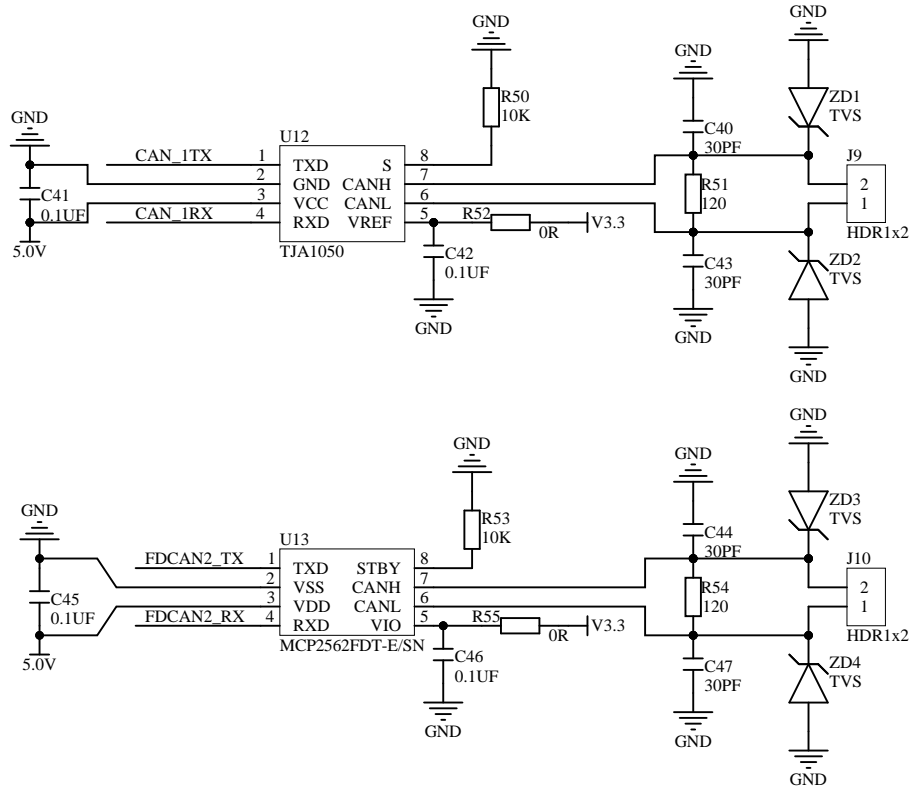 GND
GND
GND
R50
10K
ZD1
TVS
GND
U12
C40
30PF
CAN_1TX
1
TXD
S
8
J9
2
GND
CANH
7
2
C41
0.1UF
3
VCC
CANL
6
R51
120
1
CAN_1RX
4
RXD
VREF
5
R52
0R
V3.3
HDR1x2
5.0V
TJA1050
C42
0.1UF
C43
30PF
ZD2
TVS
GND
GND
GND
GND
GND
GND
R53
10K
ZD3
TVS
GND
U13
C44
30PF
FDCAN2_TX
1
TXD
STBY
8
J10
2
VSS
CANH
7
2
C45
0.1UF
3
VDD
CANL
6
R54
120
1
FDCAN2_RX
4
RXD
VIO
5
R55
0R
V3.3
HDR1x2
5.0V
MCP2562FDT-E/SN
C46
0.1UF
C47
30PF
ZD4
TVS
GND
GND
GND